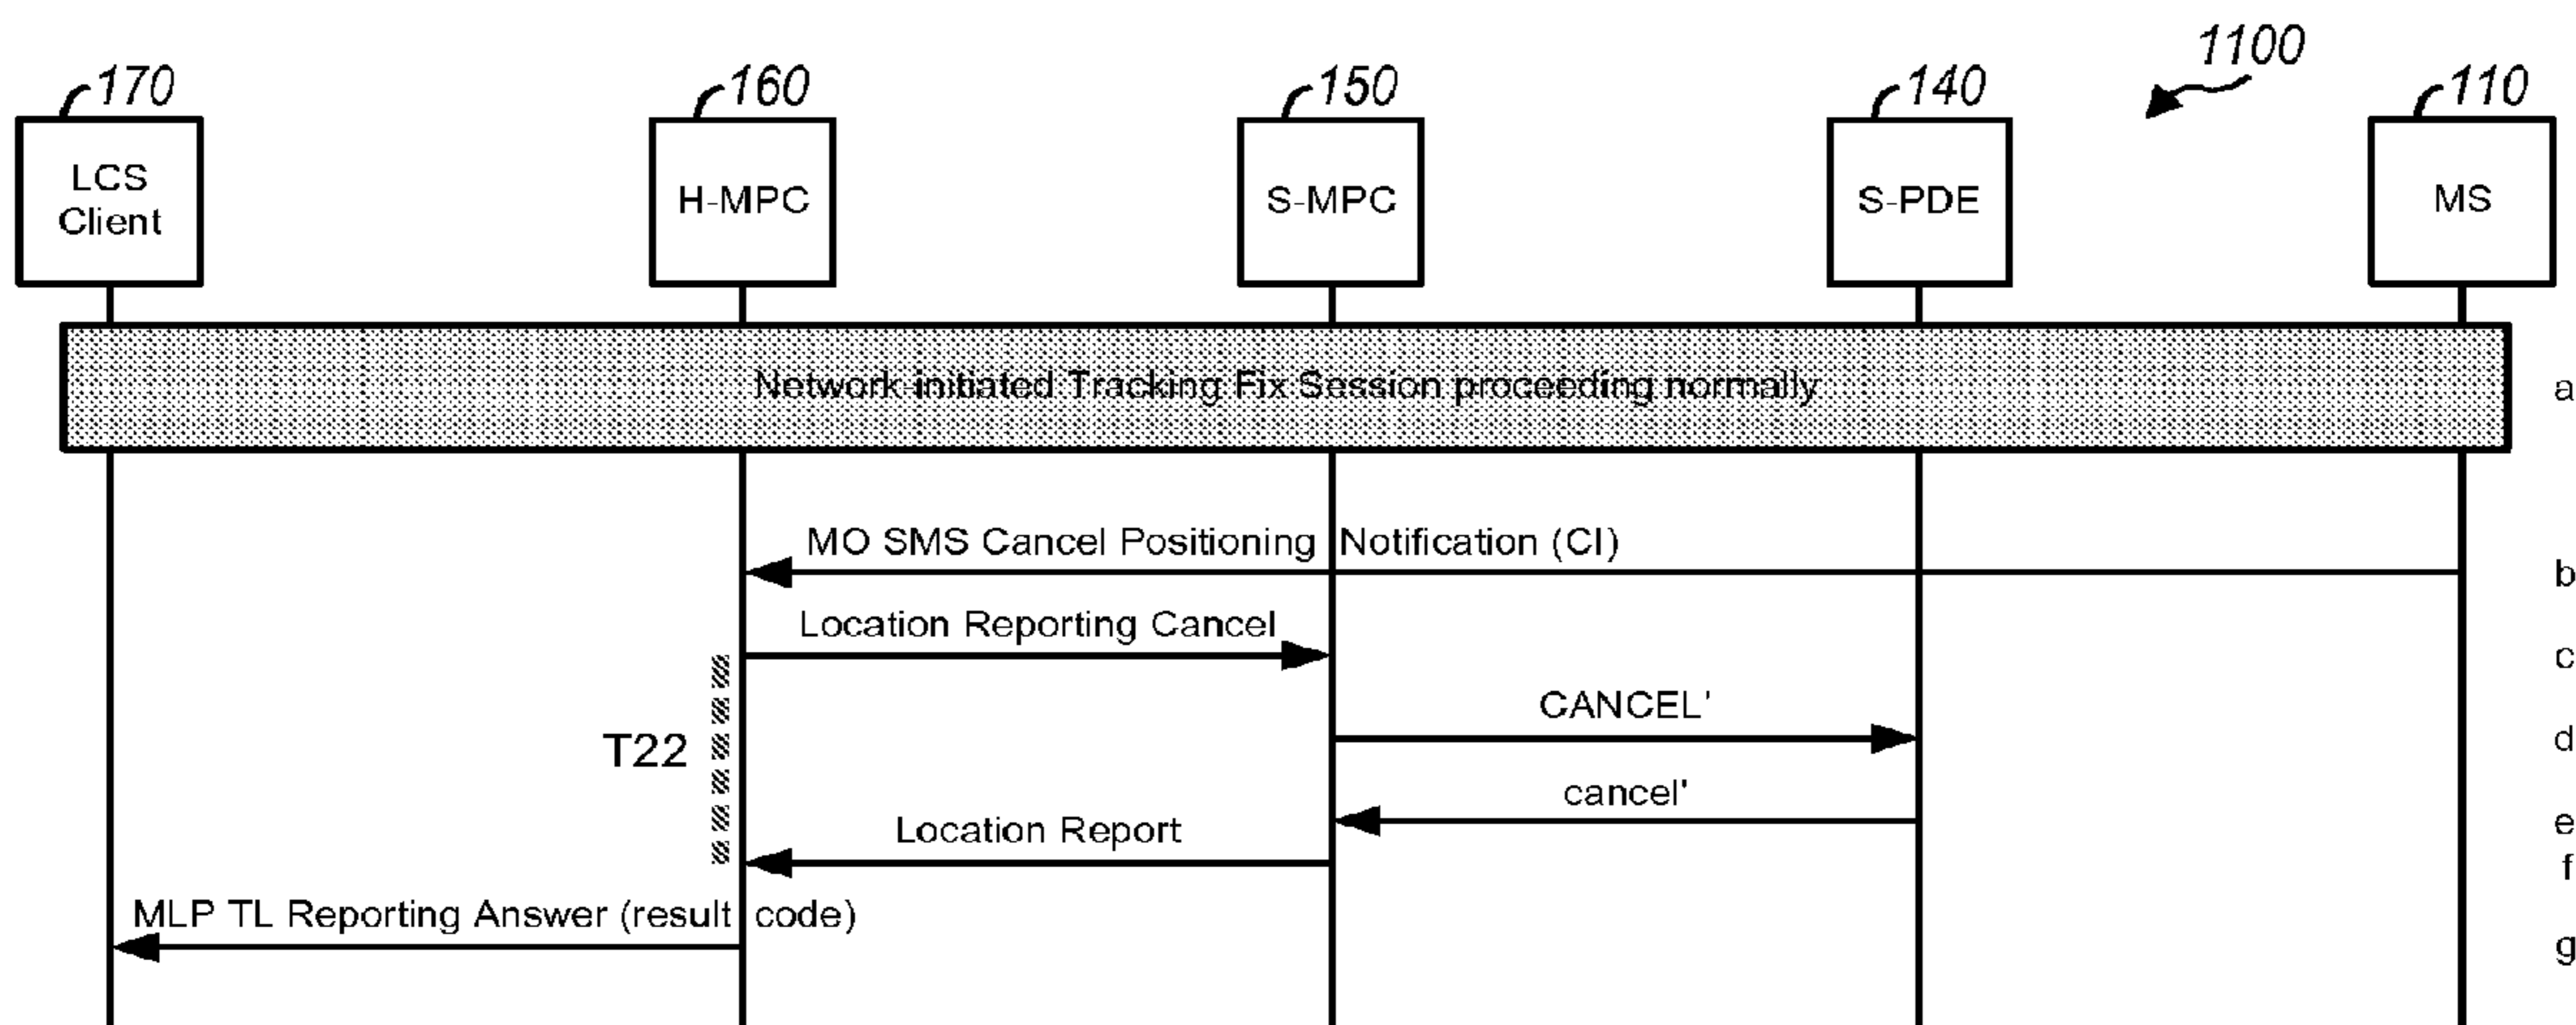 1100
170
160
150
140
110
LCS
Client
H-MPC
S-MPC
S-PDE
MS
Network-initiated Tracking Fix Session proceeding normally
a
MO SMS Cancel Positioning Notification (CI)
b
Location Reporting Cancel
c
CANCEL'
d
T22
cancel'
e
Location Report
f
MLP TL Reporting Answer (result code)
g